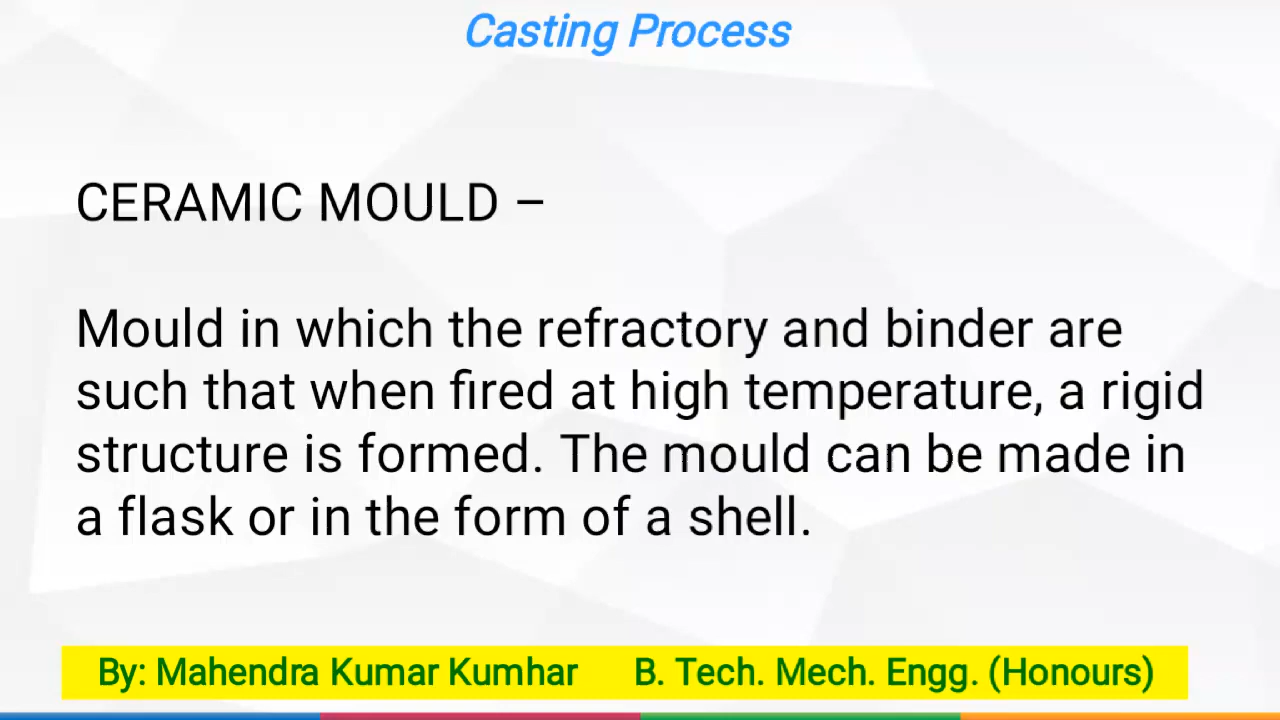 Casting Process
CERAMIC MOULD –
Mould in which the refractory and binder are
such that when fired at high temperature, a rigid
structure is formed. The mould can be made in
a flask or in the form of a shell.
By: Mahendra Kumar Kumhar B. Tech. Mech. Engg. (Honours)